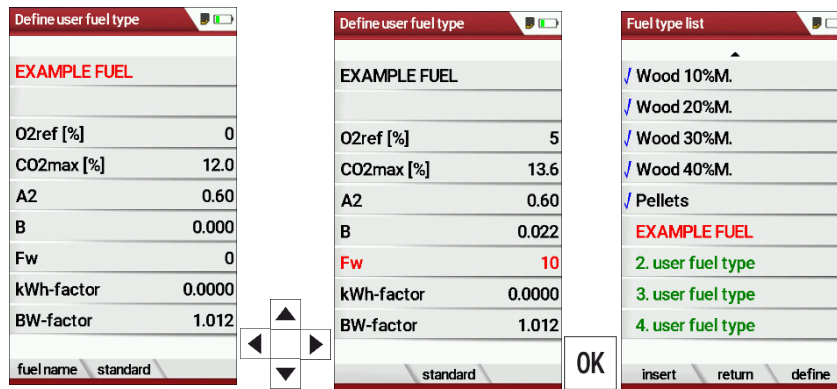 Define user fuel type
EXAMPLE FUEL
O2ref [%] 0
CO2max [%] 12.0
A2 0.60
B 0.000
Fw 0
kWh-factor 0.0000
BW-factor 1.012
fuel name standard
Define user fuel type
EXAMPLE FUEL
O2ref [%] 5
CO2max [%] 13.6
A2 0.60
B 0.022
Fw 10
kWh-factor 0.0000
BW-factor 1.012
standard
OK
Fuel type list
Wood 10%M.
Wood 20%M.
Wood 30%M.
Wood 40%M.
Pellets
EXAMPLE FUEL
2. user fuel type
3. user fuel type
4. user fuel type
insert return define